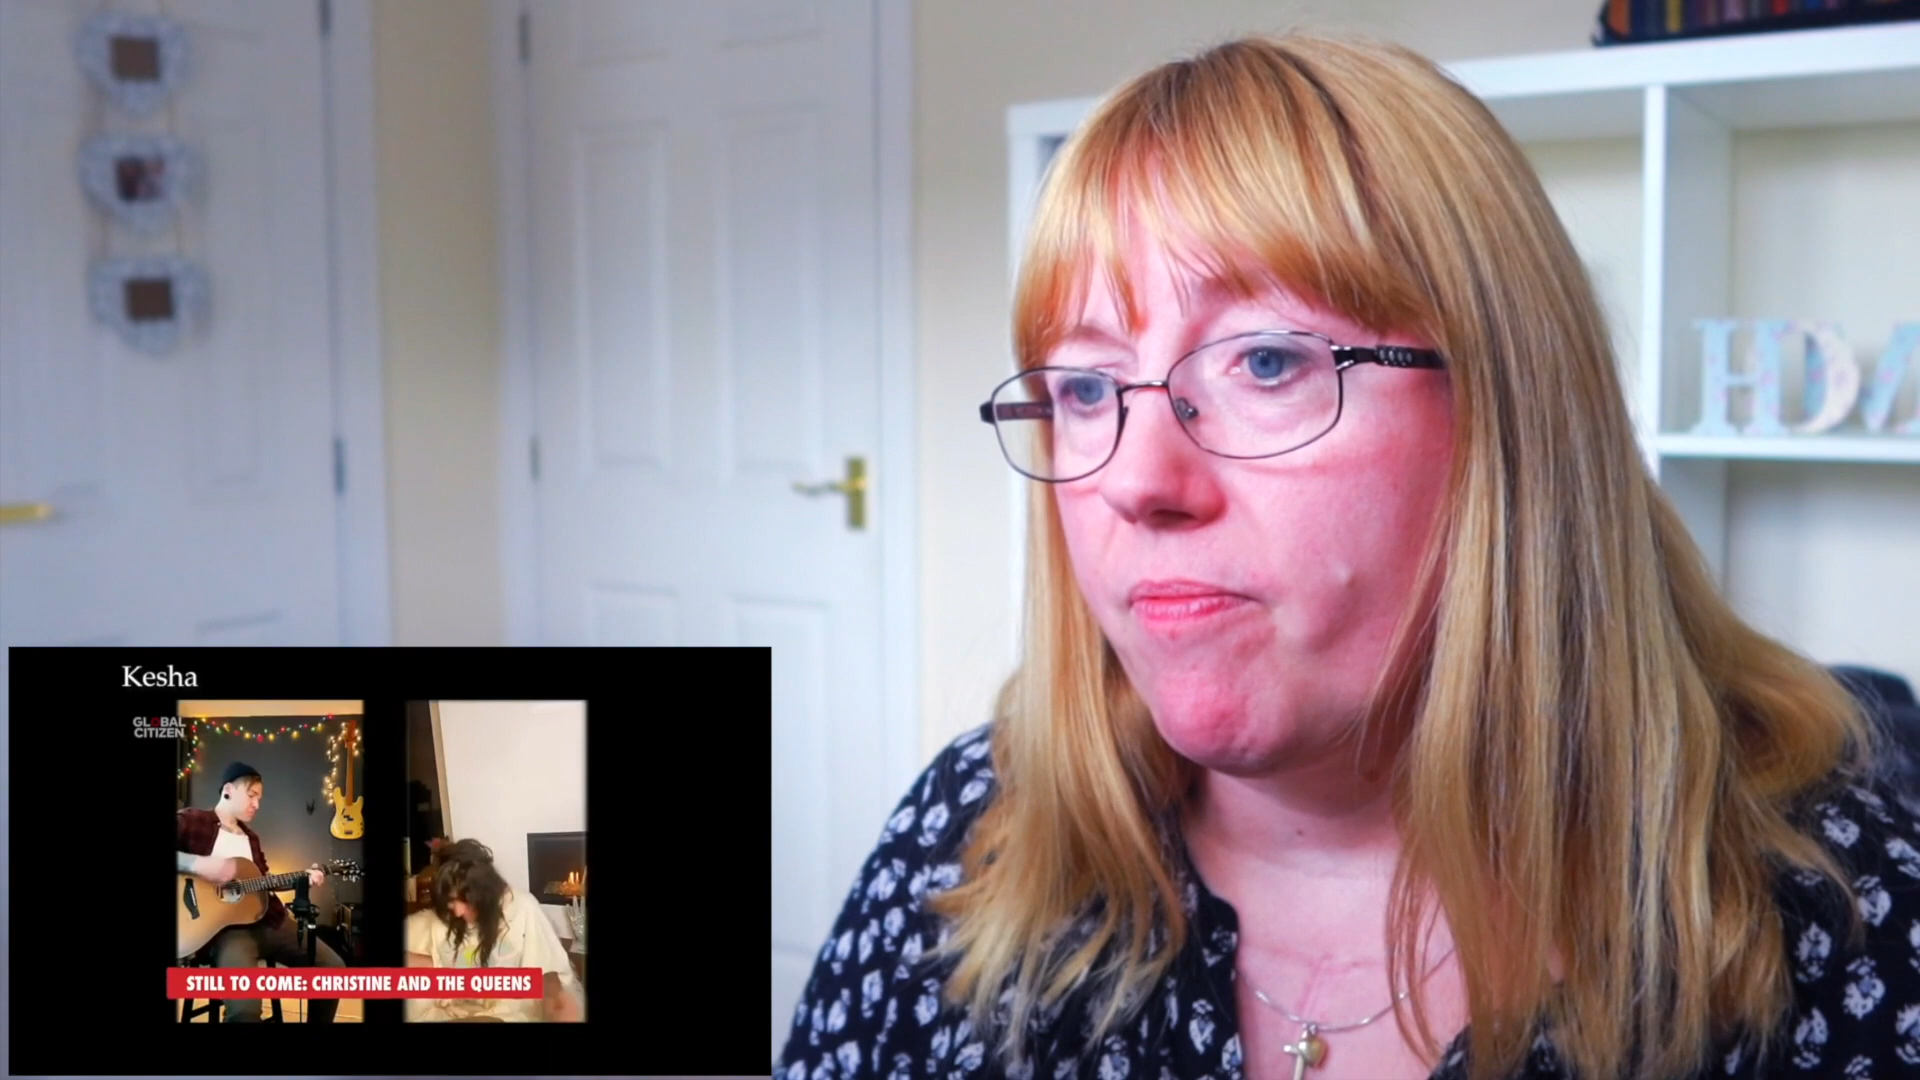 Kesha
GLOBAL
CITIZEN
STILL TO COME: CHRISTINE AND THE QUEENS